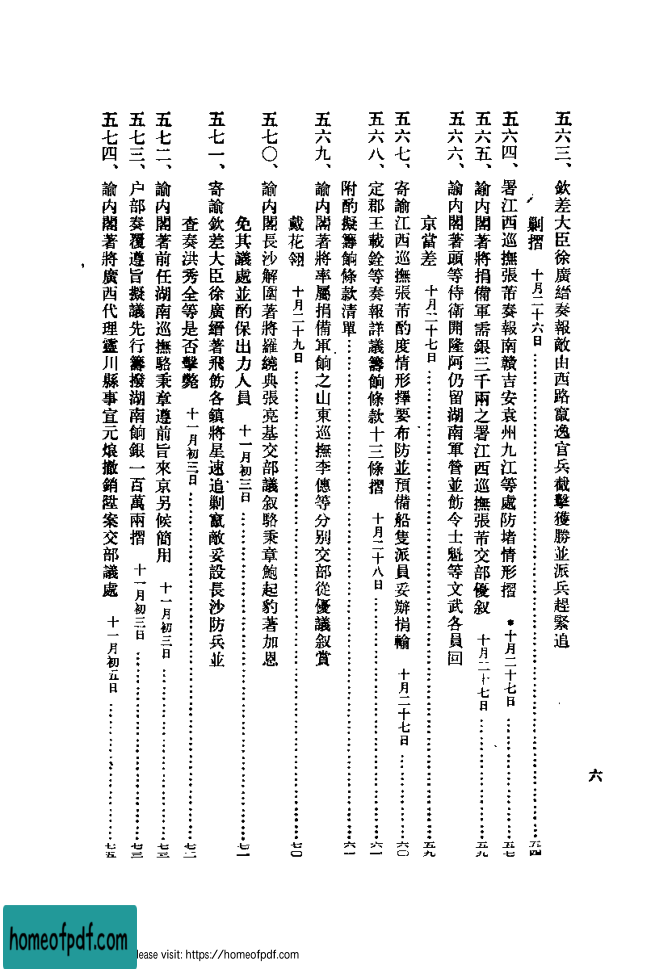 五六三、欽差大臣徐廣縉奏報敵由西路竄逸官兵截擊獲勝並派兵趕緊追
剿摺 十月二十六日……五四
五六四、署江西巡撫張芾奏報南贛吉安袁州九江等處防堵情形摺 *十月二十七日……五七
五六五、諭內閣著將捐備軍需銀三千兩之署江西巡撫張芾交部優敘 十月二十七日……五九
五六六、諭內閣著頭等侍衛開隆阿仍留湖南軍營並飭令士魁等文武各員回
京當差 十月二十七日……五九
五六七、寄諭江西巡撫張芾酌度情形擇要布防並預備船隻派員妥辦捐輸 十月二十七日……六〇
五六八、定郡王載銓等奏報詳議籌餉條款十三條摺 十月二十八日……六一
附酌擬籌餉條款清單……六一
五六九、諭內閣著將率屬捐備軍餉之山東巡撫李僡等分別交部從優議敘賞
戴花翎 十月二十九日……七〇
五七〇、諭內閣長沙解圍著將羅繞典張亮基交部議敘駱秉章鮑起豹著加恩
免其議處並酌保出力人員 十一月初三日……七一
五七一、寄諭欽差大臣徐廣縉著飛飭各鎮將星速追剿竄敵妥設長沙防兵並
查奏洪秀全等是否擊斃 十一月初三日……七二
五七二、諭內閣著前任湖南巡撫駱秉章遵前旨來京另候簡用 十一月初三日……七三
五七三、户部奏覆遵旨擬議先行籌撥湖南餉銀一百萬兩摺 十一月初三日……七三
五七四、諭內閣著將廣西代理靈川縣事宣元烺撤銷陞案交部議處 十一月初五日……七五
六
homeofpdf.com
lease visit: https://homeofpdf.com